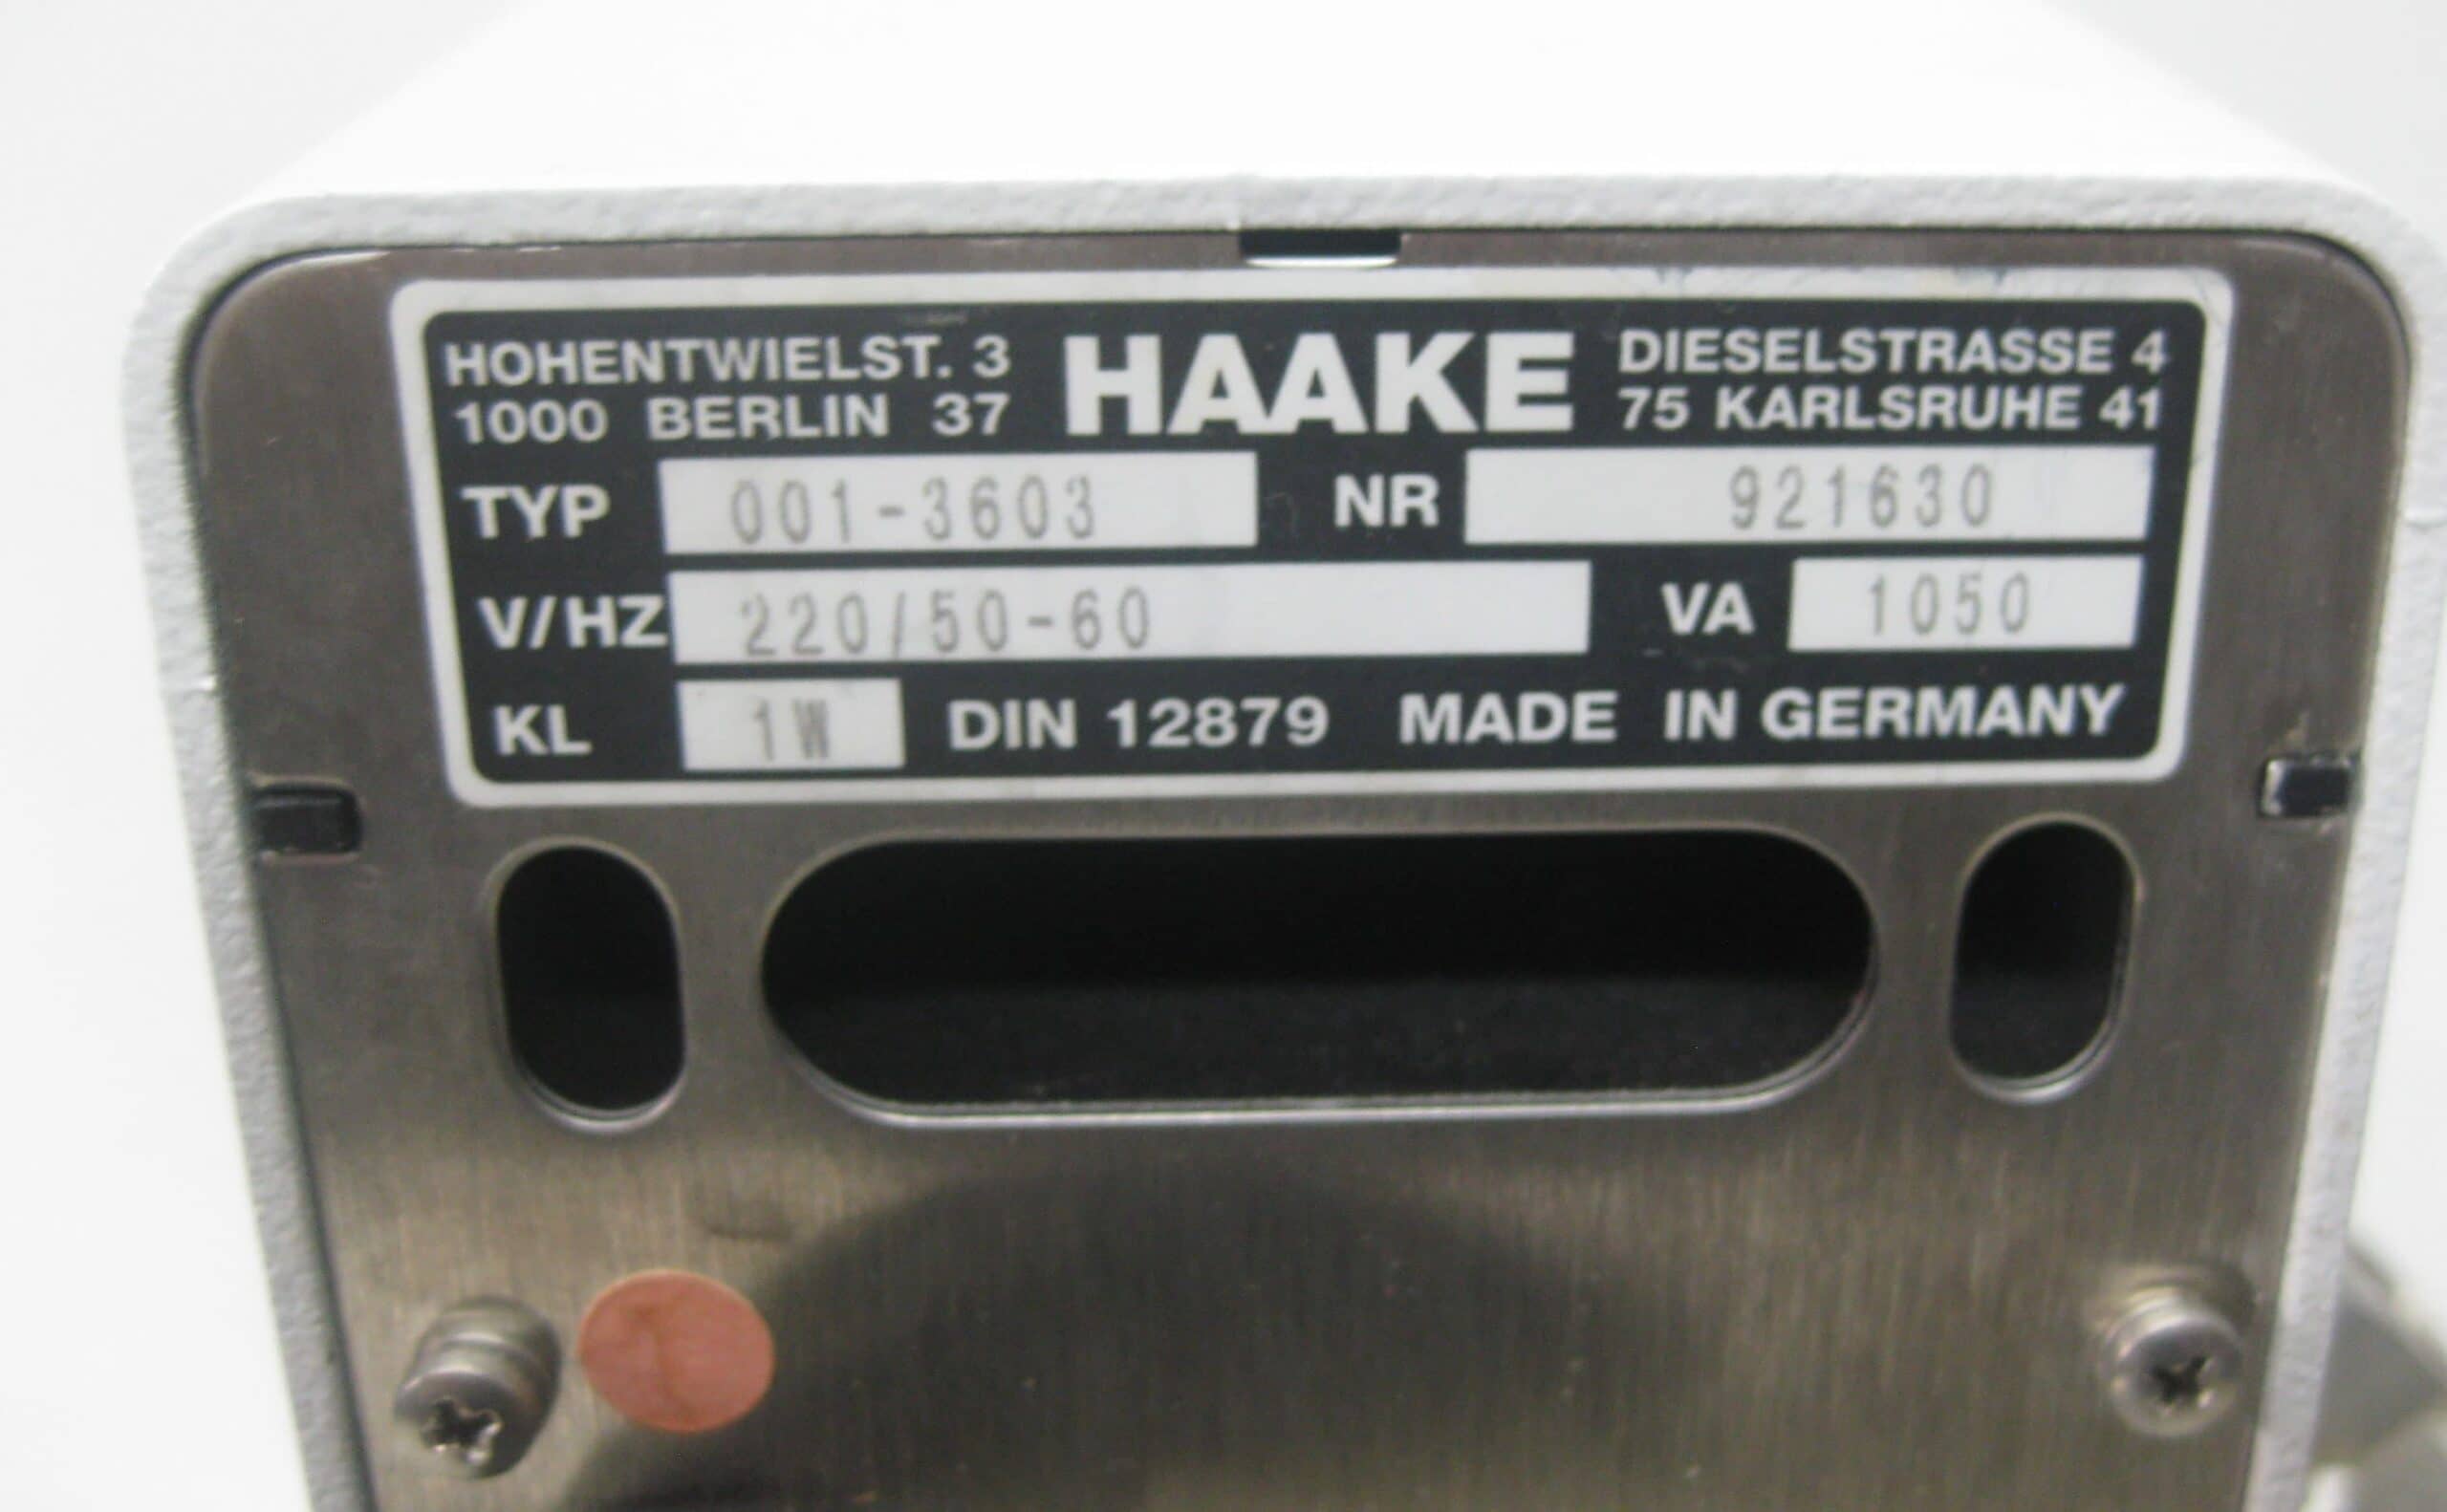 HOHENTWIELST. 3 HAAKE DIESELSTRASSE 4
1000 BERLIN 37 75 KARLSRUHE 41
TYP 001-3603 NR 921630
V/HZ 220/50-60 VA 1050
KL 1W DIN 12879 MADE IN GERMANY